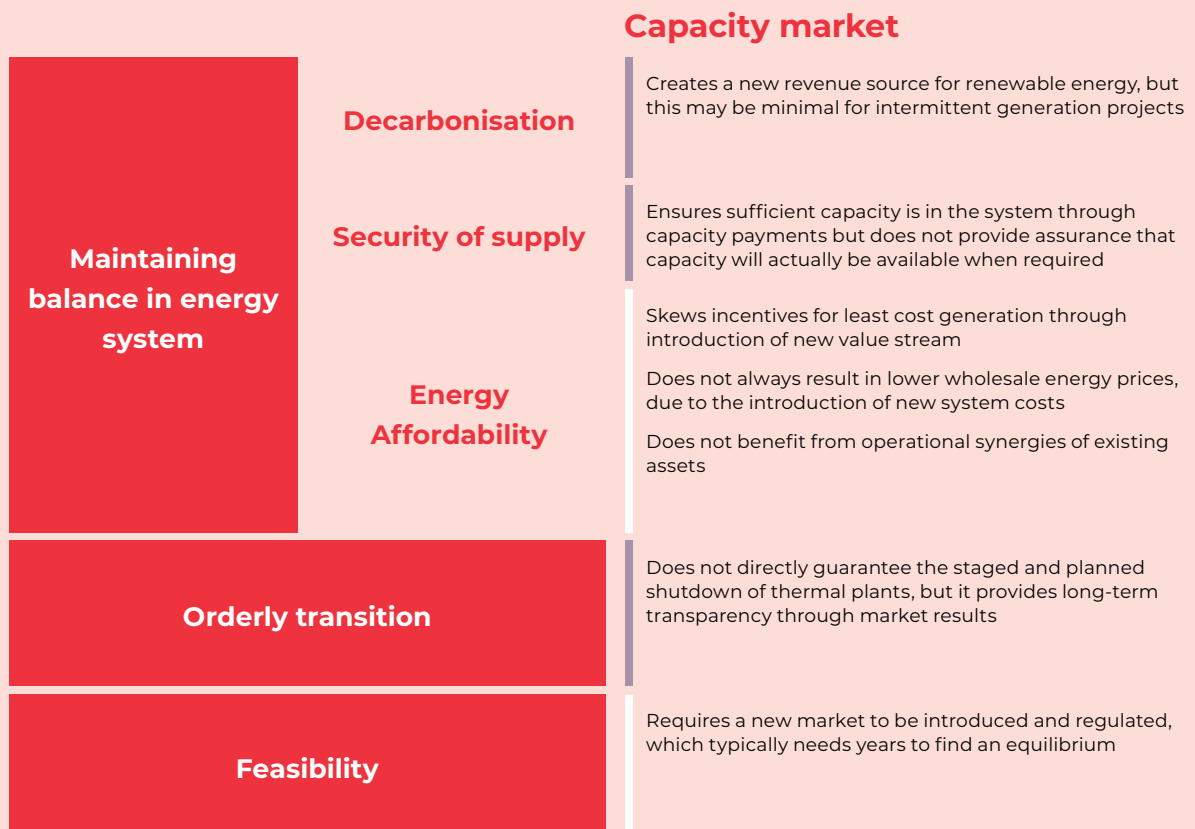 Capacity market
Maintaining
balance in energy
system
Decarbonisation
Creates a new revenue source for renewable energy, but
this may be minimal for intermittent generation projects
Security of supply
Ensures sufficient capacity is in the system through
capacity payments but does not provide assurance that
capacity will actually be available when required
Energy
Affordability
Skews incentives for least cost generation through
introduction of new value stream
Does not always result in lower wholesale energy prices,
due to the introduction of new system costs
Does not benefit from operational synergies of existing
assets
Orderly transition
Does not directly guarantee the staged and planned
shutdown of thermal plants, but it provides long-term
transparency through market results
Feasibility
Requires a new market to be introduced and regulated,
which typically needs years to find an equilibrium